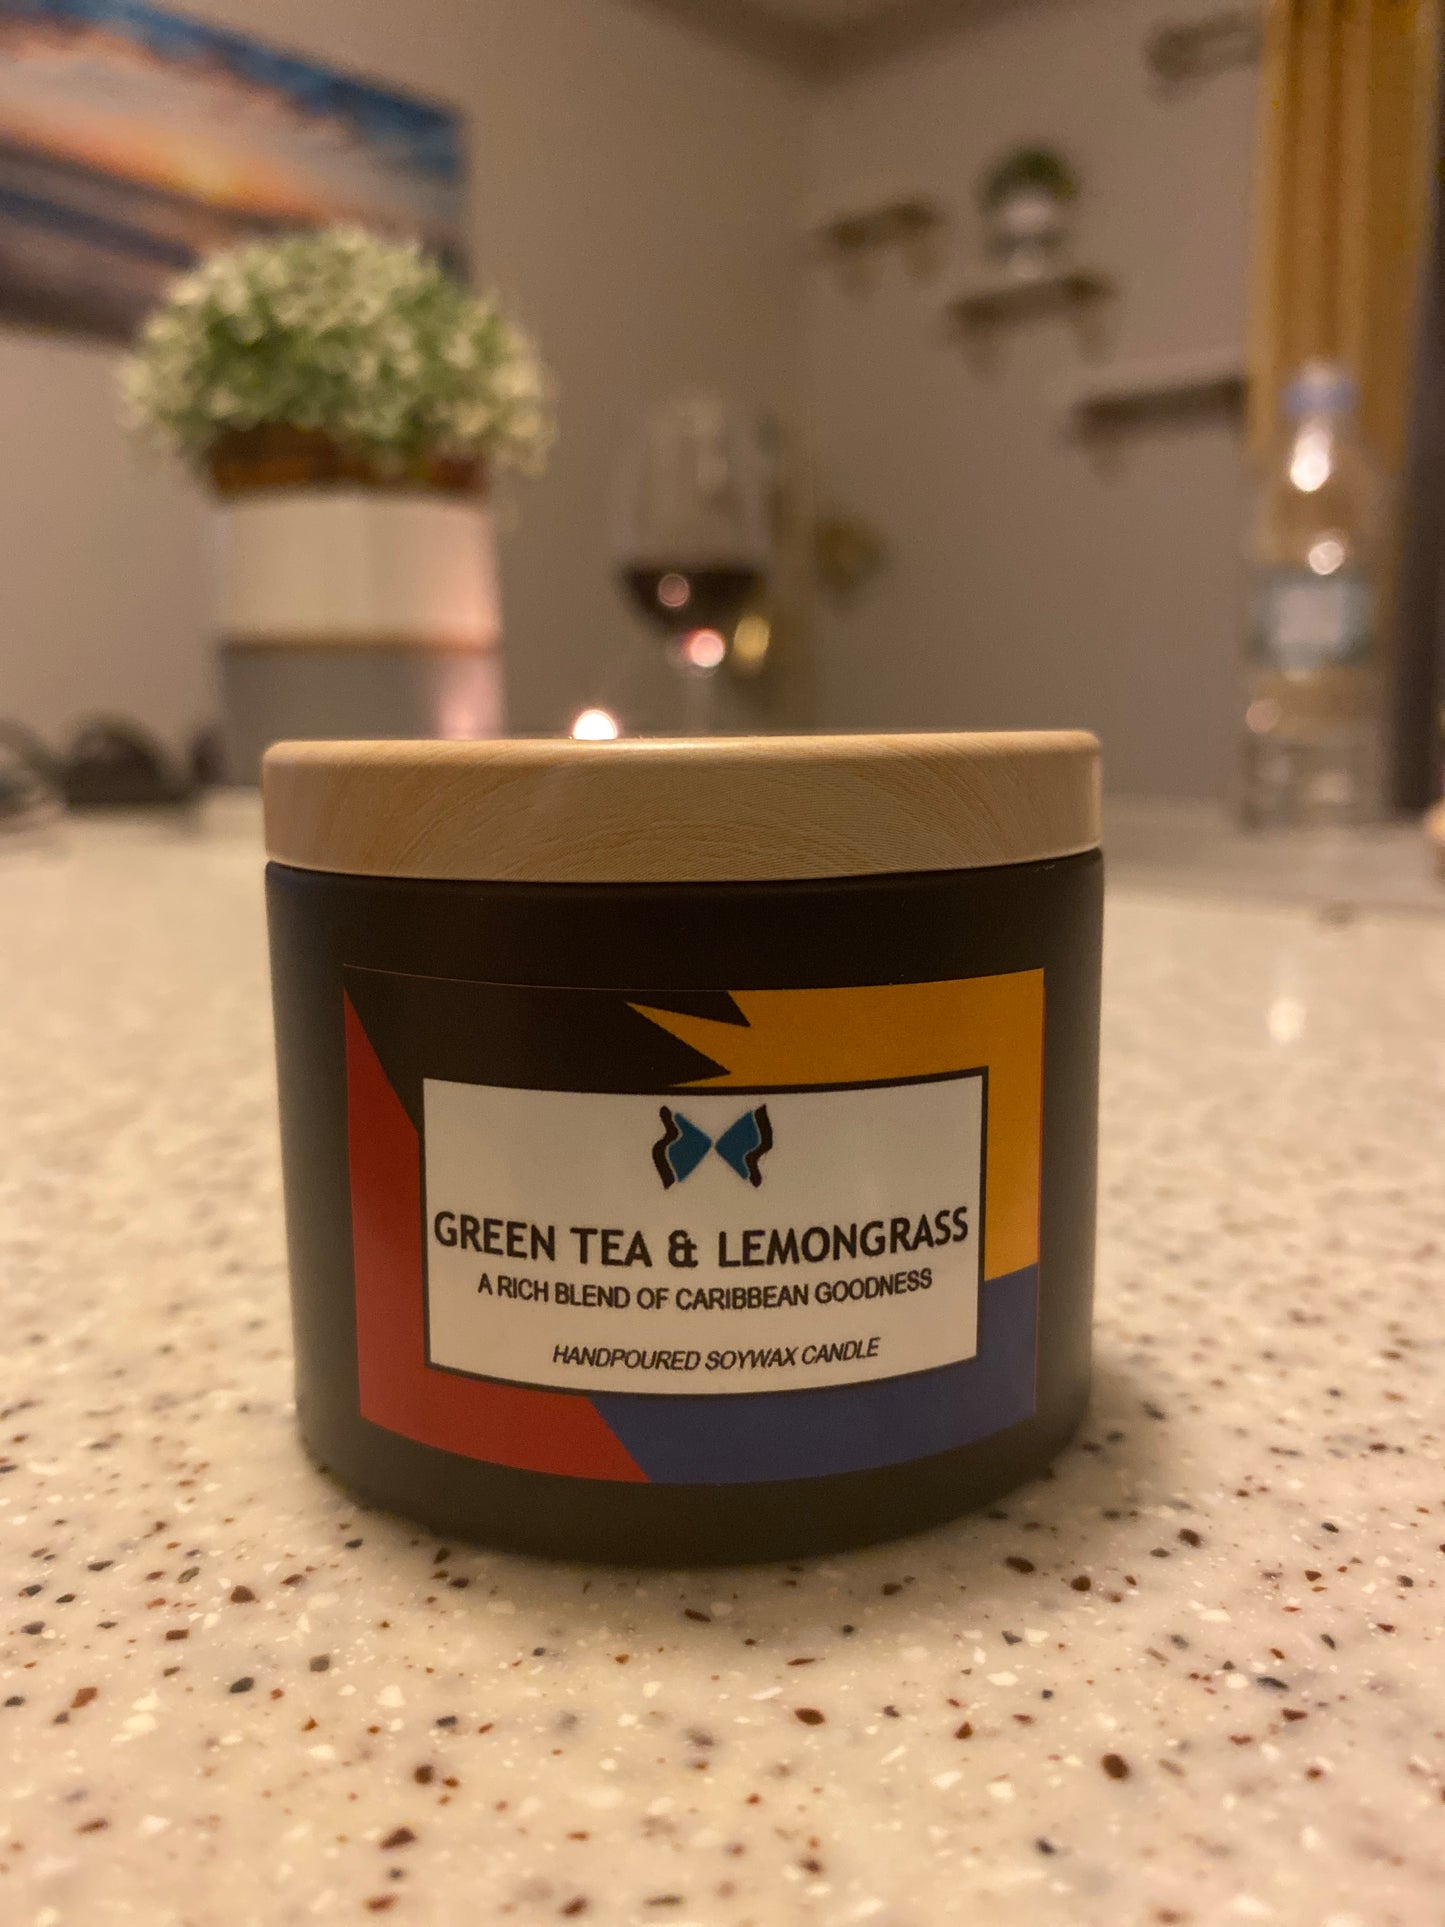 GREEN TEA & LEMONGRASS
A RICH BLEND OF CARIBBEAN GOODNESS
HANDPOURED SOYWAX CANDLE